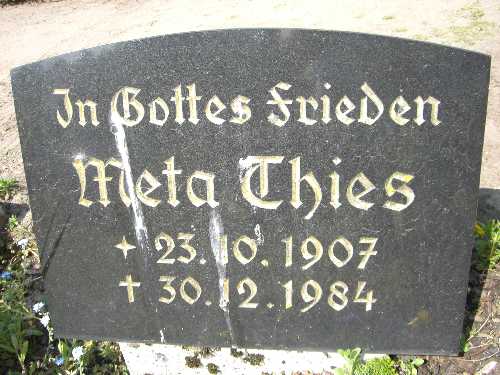 In Gottes Frieden
Meta Thies
✦ 23. 10. 1907
† 30. 12. 1984